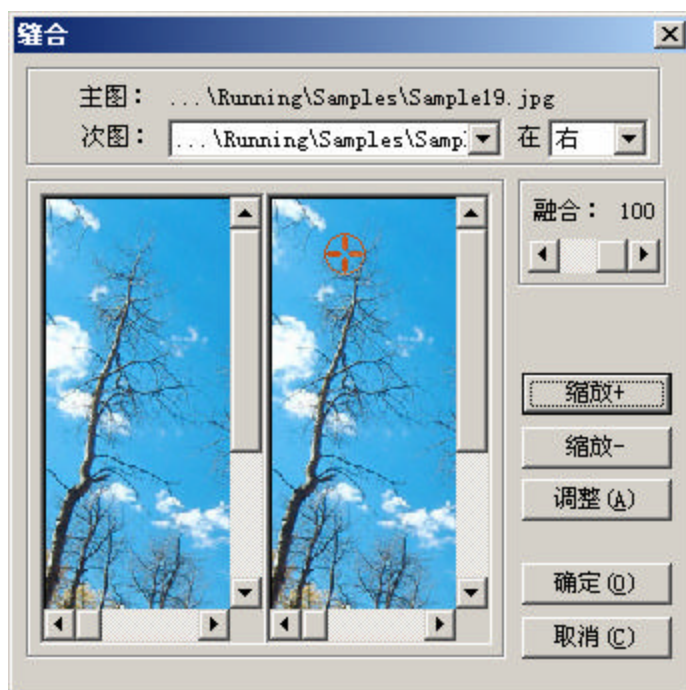 缝合
主图： ...\Running\Samples\Sample19.jpg
次图： ...\Running\Samples\Samp 在 右
融合： 100
缩放+
缩放-
调整(A)
确定(O)
取消(C)